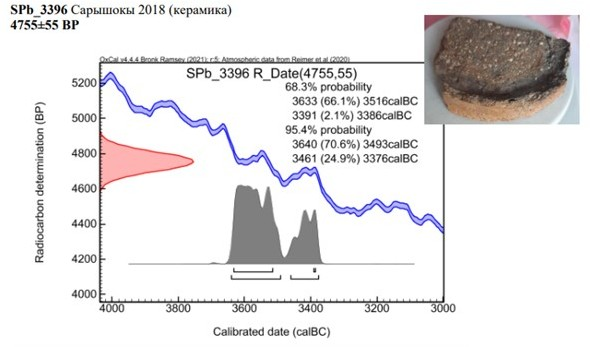 SPb_3396 Сарышокы 2018 (керамика)
4755±55 BP
OxCal v4.4.4 Bronk Ramsey (2021); r:5; Atmospheric data from Reimer et al (2020)
SPb_3396 R_Date(4755,55)
68.3% probability
3633 (66.1%) 3516calBC
3391 (2.1%) 3386calBC
95.4% probability
3640 (70.6%) 3493calBC
3461 (24.9%) 3376calBC
Radiocarbon determination (BP)
5200
5000
4800
4600
4400
4200
4000
4000
3800
3600
3400
3200
3000
Calibrated date (calBC)